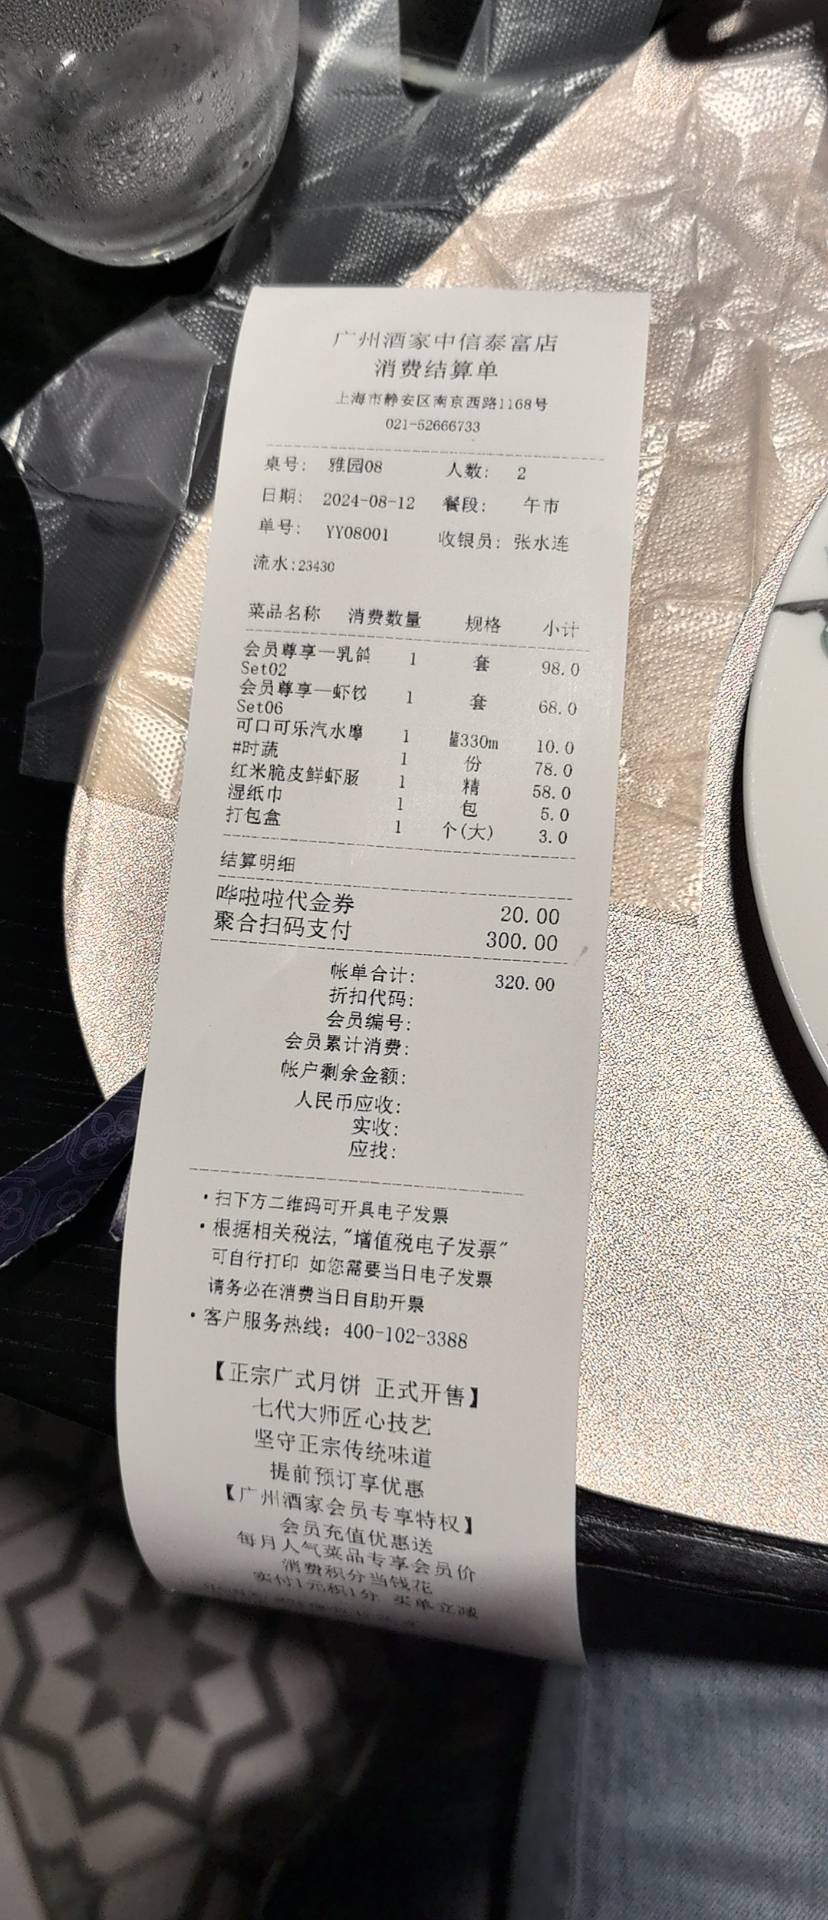 广州酒家中信泰富店
消费结算单
上海市静安区南京西路1168号
021-52666733
桌号： 雅园08 人数： 2
日期： 2024-08-12 餐段： 午市
单号： YY08001 收银员：张水连
流水:23430
菜品名称 消费数量 规格 小计
会员尊享一乳鸽 1 套 98.0
Set02
会员尊享一虾饺 1 套 68.0
Set06
可口可乐汽水摩 1 330m 10.0
#时蔬 1 份 78.0
红米脆皮鲜虾肠 1 精 58.0
湿纸巾 1 包 5.0
打包盒 1 个(大) 3.0
结算明细
哗啦啦代金券 20.00
聚合扫码支付 300.00
帐单合计: 320.00
折扣代码:
会员编号:
会员累计消费:
帐户剩余金额:
人民币应收:
实收:
应找:
·扫下方二维码可开具电子发票
·根据相关税法,"增值税电子发票"
可自行打印 如您需要当日电子发票
请务必在消费当日自助开票
·客户服务热线：400-102-3388
【正宗广式月饼 正式开售】
七代大师匠心技艺
坚守正宗传统味道
提前预订享优惠
【广州酒家会员专享特权】
会员充值优惠送
每月人气菜品专享会员价
消费积分当钱花
实付1元积1分 买单立减